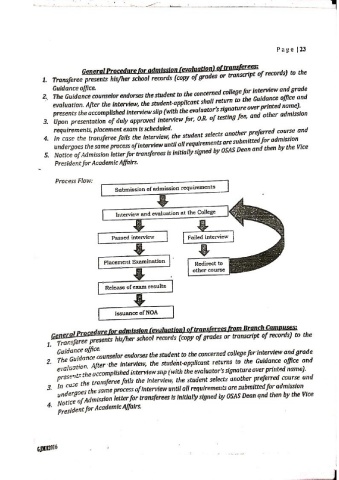 Page | 23
General Procedure for admission (evaluation) of transferees:
1. Transferee presents his/her school records (copy of grades or transcript of records) to the
Guidance office.
2. The Guidance counselor endorses the student to the concerned college for interview and grade
evaluation. After the interview, the student-applicant shall return to the Guidance office and
presents the accomplished interview slip (with the evaluator's signature over printed name).
3. Upon presentation of duly approved interview for, O.R. of testing fee, and other admission
requirements, placement exam is scheduled.
4. In case the transferee fails the interview, the student selects another preferred course and
undergoes the same process of interview until all requirements are submitted for admission
5. Notice of Admission letter for transferees is initially signed by OSAS Dean and then by the Vice
President for Academic Affairs.
Process Flow:
Submission of admission requirements
Interview and evaluation at the College
Passed interview
Failed interview
Placement Examination
Redirect to
other course
Release of exam results
Issuance of NOA
General Procedure for admission (evaluation) of transferees from Branch Campuses:
1. Transferee presents his/her school records (copy of grades or transcript of records) to the
Guidance office.
2. The Guidance counselor endorses the student to the concerned college for interview and grade
evaluation. After the interview, the student-applicant returns to the Guidance office and
presents the accomplished interview slip (with the evaluator's signature over printed name).
3. In case the transferee fails the interview, the student selects another preferred course and
undergoes the same process of interview until all requirements are submitted for admission
4. Notice of Admission letter for transferees is initially signed by OSAS Dean and then by the Vice
President for Academic Affairs.